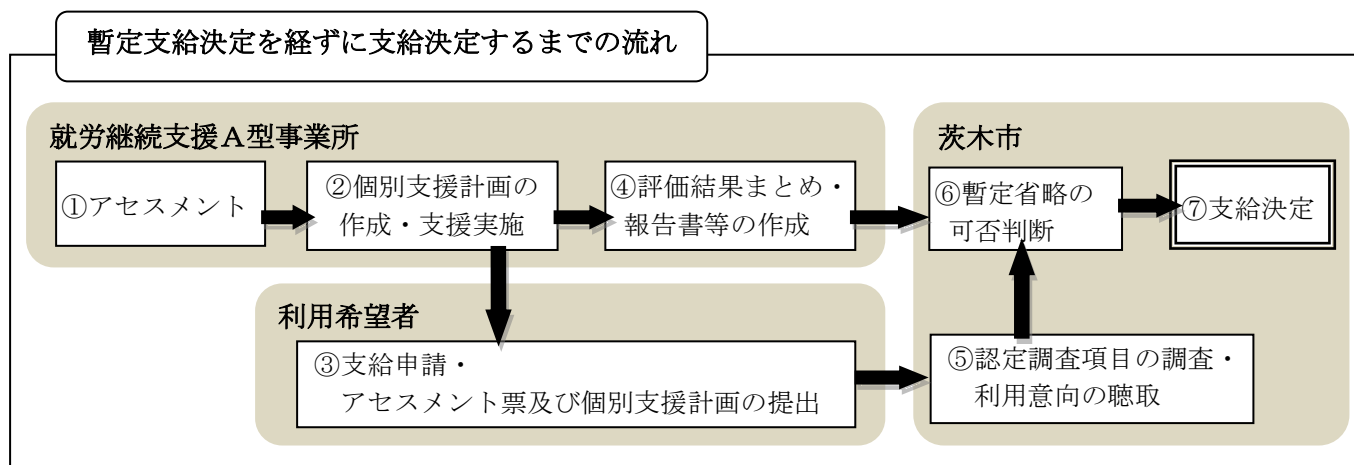 暫定支給決定を経ずに支給決定するまでの流れ
就労継続支援A型事業所
①アセスメント
②個別支援計画の
作成・支援実施
④評価結果まとめ・
報告書等の作成
利用希望者
③支給申請・
アセスメント票及び個別支援計画の提出
茨木市
⑥暫定省略の
可否判断
⑦支給決定
⑤認定調査項目の調査・
利用意向の聴取